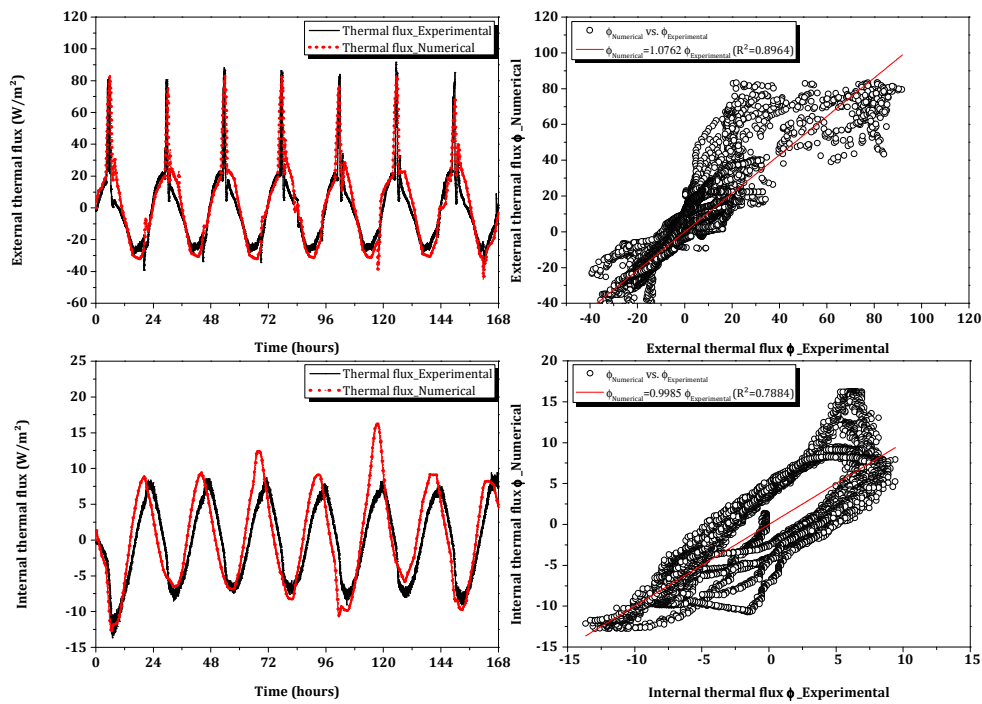 Thermal flux_Experimental
Thermal flux_Numerical
External thermal flux (W/m²)
120
100
80
60
40
20
0
-20
-40
-60
0 24 48 72 96 120 144 168
Time (hours)
ϕNumerical vs. ϕExperimental
ϕNumerical=1.0762 ϕExperimental (R²=0.8964)
External thermal flux ϕ_Numerical
140
120
100
80
60
40
20
0
-20
-40
-40 -20 0 20 40 60 80 100 120
External thermal flux ϕ_Experimental
Thermal flux_Experimental
Thermal flux_Numerical
Internal thermal flux (W/m²)
25
20
15
10
5
0
-5
-10
-15
0 24 48 72 96 120 144 168
Time (hours)
ϕNumerical vs. ϕExperimental
ϕNumerical=0.9985 ϕExperimental (R²=0.7884)
Internal thermal flux ϕ_Numerical
20
15
10
5
0
-5
-10
-15
-15 -10 -5 0 5 10 15
Internal thermal flux ϕ_Experimental